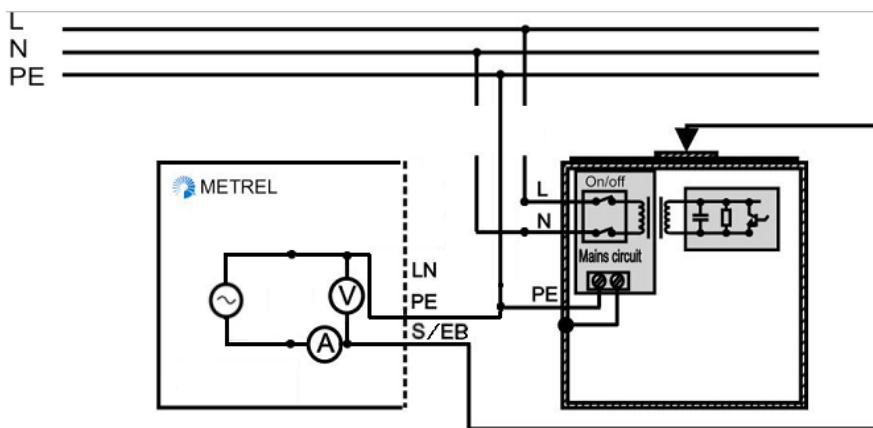 L
N
PE
METREL
On/off
L
N
Mains circuit
LN
PE
PE
S/EB
V
A